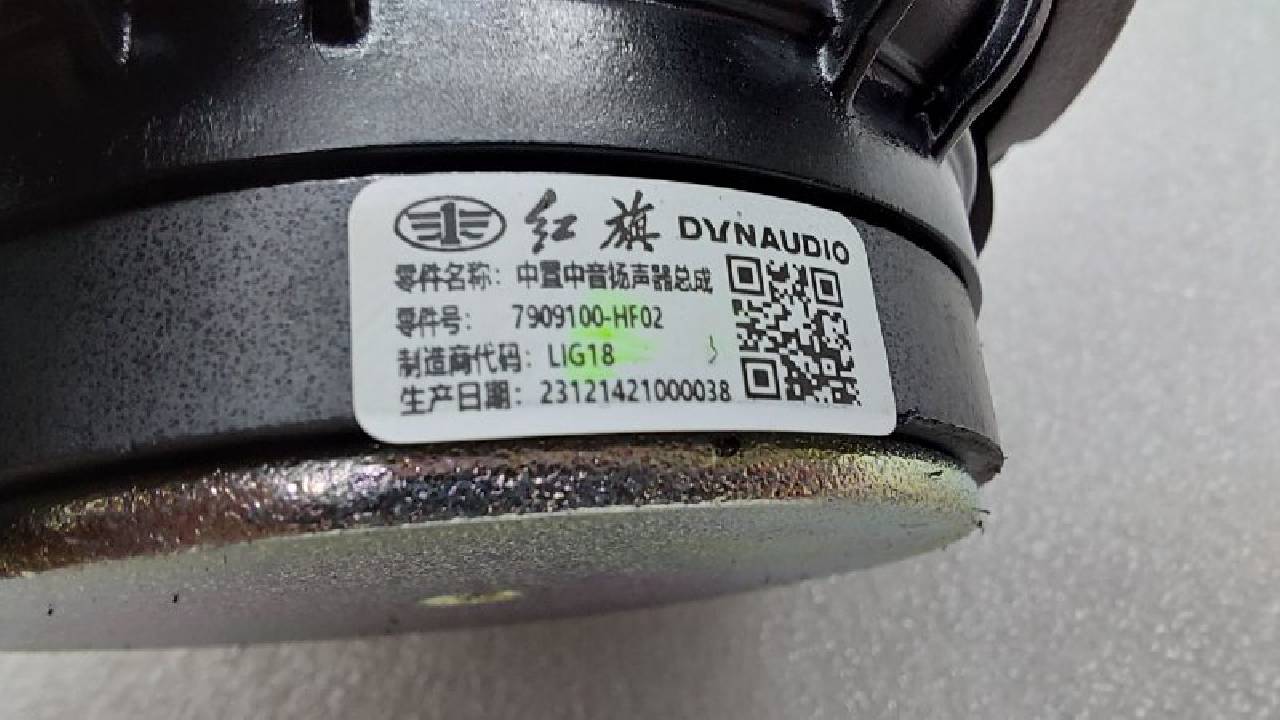 1 红旗 DYNAUDIO
零件名称: 中置中音扬声器总成
零件号: 7909100-HF02
制造商代码: LIG18
生产日期: 23121421000038